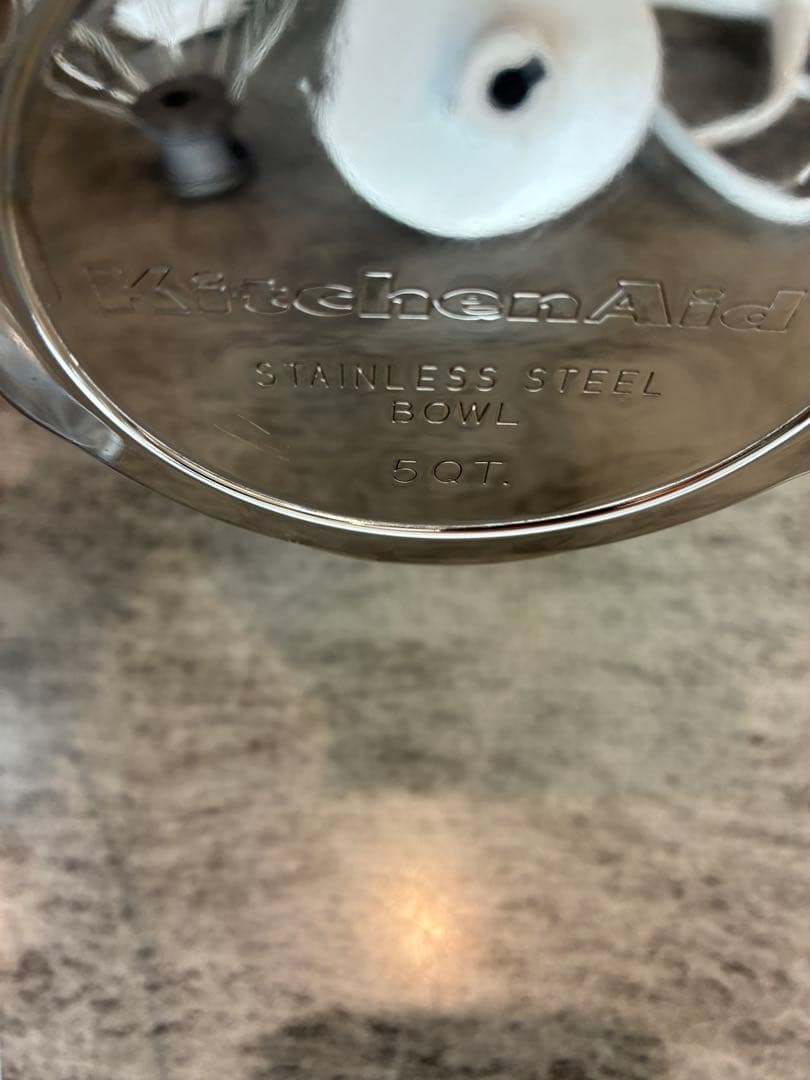 KitchenAid
STAINLESS STEEL
BOWL
5 QT.